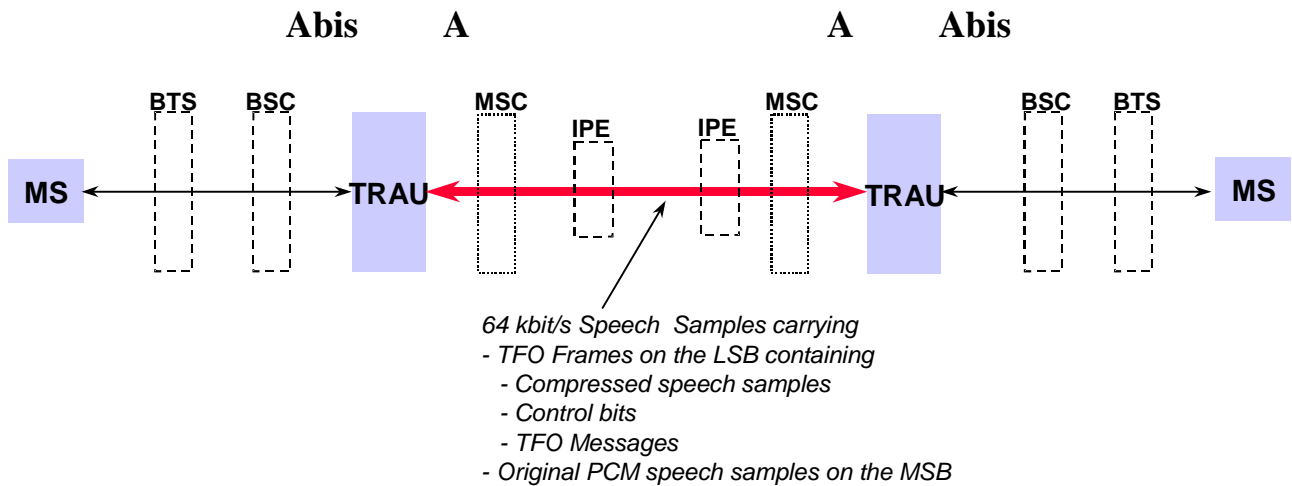 Abis A A Abis
BTS BSC MSC IPE IPE MSC BSC BTS
MS TRAU TRAU MS
64 kbit/s Speech Samples carrying
- TFO Frames on the LSB containing
- Compressed speech samples
- Control bits
- TFO Messages
- Original PCM speech samples on the MSB